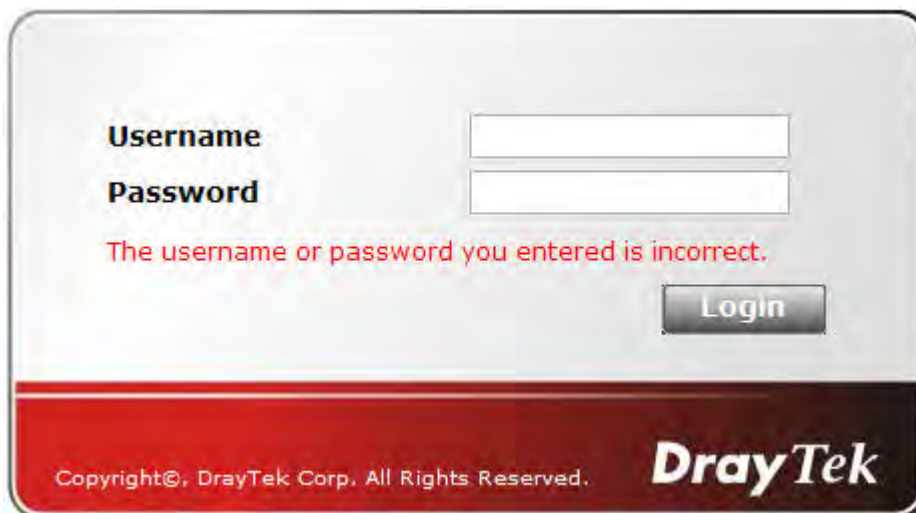 Username
Password
The username or password you entered is incorrect.
Login
Copyright©, DrayTek Corp. All Rights Reserved.
DrayTek